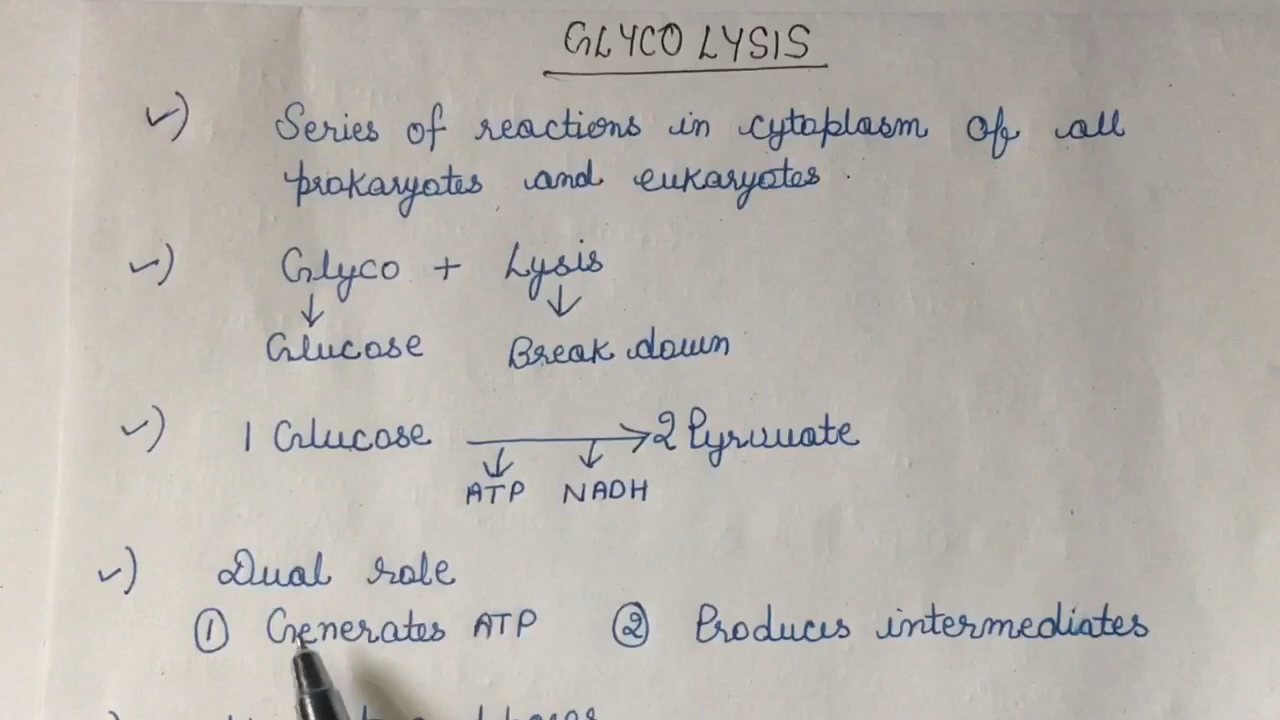 GLYCOLYSIS
✓) Series of reactions in cytoplasm of all
prokaryotes and eukaryotes.
✓) Glyco + Lysis
↓ ↓
Glucose Break down
✓) 1 Glucose → 2 Pyruvate
↓ ↓
ATP NADH
✓) Dual role
① Generates ATP ② Produces intermediates